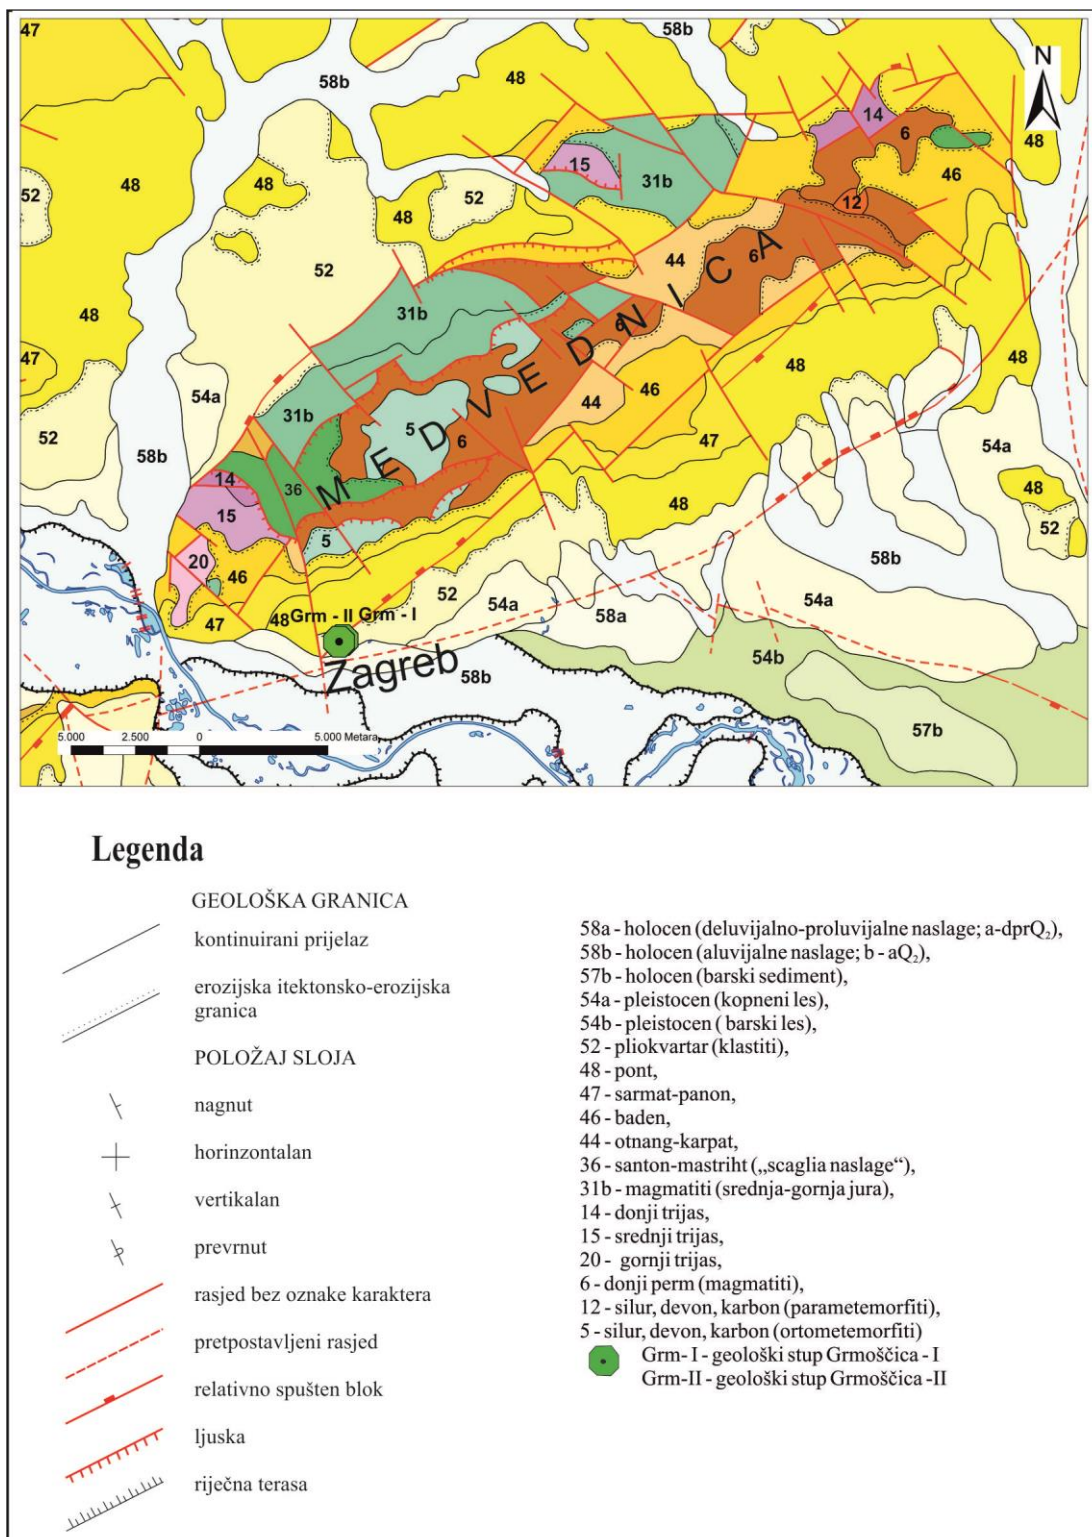 47
58b
N
58b
48
14
6
48
15
31b
48
52
48
52
46
48
12
52
44
6
48
31b
6
47
54a
48
44
46
31b
5
6
47
54a
52
58b
48
14
36
48
15
5
52
20
46
58b
52
54a
58a
54a
47
48
Grm - II Grm - I
54b
Zagreb
58b
57b
MEDVEDNICA
5.000 2.500 0 5.000 Metara
Legenda
GEOLOŠKA GRANICA
kontinuirani prijelaz
erozijska itektonsko-erozijska
granica
POLOŽAJ SLOJA
nagnut
horinzontalan
vertikalan
prevrnut
rasjed bez oznake karaktera
pretpostavljeni rasjed
relativno spušten blok
ljuska
riječna terasa
58a - holocen (deluvijalno-proluvijalne naslage; a-dprQ₂),
58b - holocen (aluvijalne naslage; b - aQ₂),
57b - holocen (barski sediment),
54a - pleistocen (kopneni les),
54b - pleistocen ( barski les),
52 - pliokvartar (klastiti),
48 - pont,
47 - sarmat-panon,
46 - baden,
44 - otnang-karpat,
36 - santon-mastriht („scaglia naslage“),
31b - magmatiti (srednja-gornja jura),
14 - donji trijas,
15 - srednji trijas,
20 - gornji trijas,
6 - donji perm (magmatiti),
12 - silur, devon, karbon (parametemorfiti),
5 - silur, devon, karbon (ortometemorfiti)
Grm- I - geološki stup Grmoščica - I
Grm-II - geološki stup Grmoščica -II